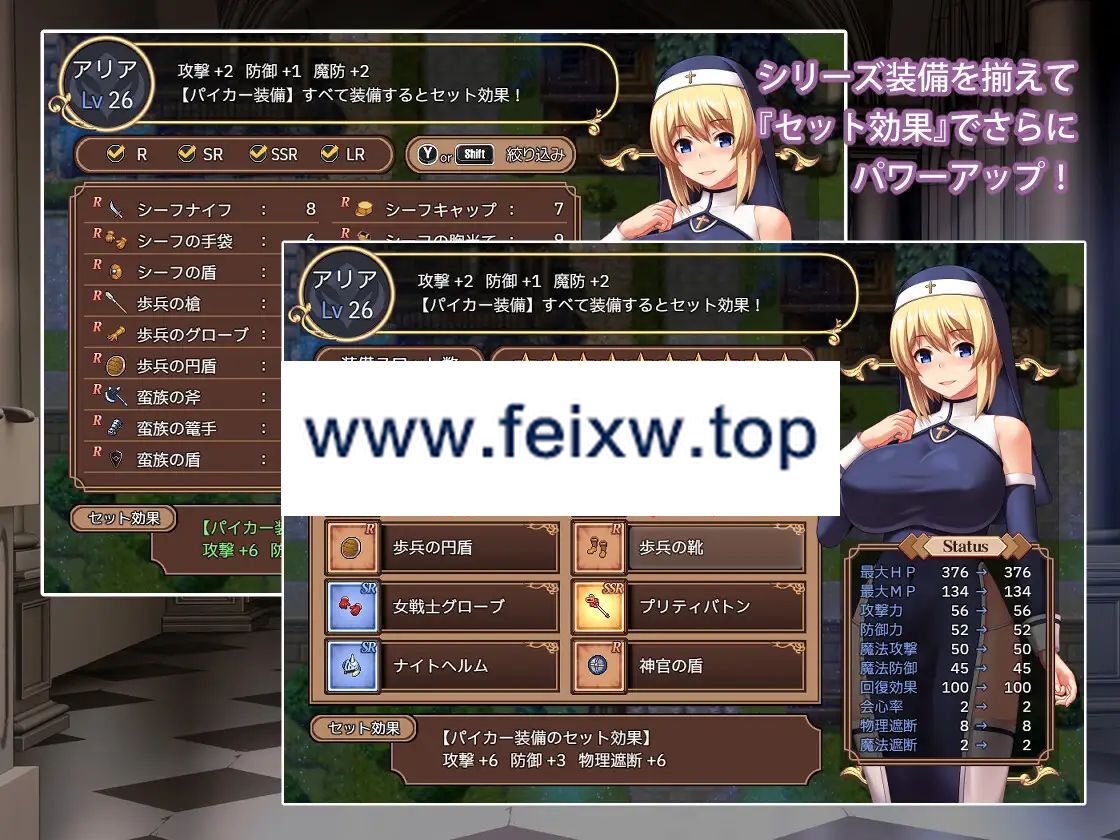 シリーズ装備を揃えて
『セット効果』でさらに
パワーアップ！
アリア
Lv 26
攻撃 +2 防御 +1 魔防 +2
【パイカー装備】すべて装備するとセット効果！
R SR SSR LR
Y or Shift 絞り込み
R シーフナイフ ： 8
R シーフキャップ ： 7
R シーフの手袋 ：
R シーフの胸当て ：
R シーフの盾 ：
R 歩兵の槍 ：
R 歩兵のグローブ ：
R 歩兵の円盾 ：
R 蛮族の斧 ：
R 蛮族の篭手 ：
R 蛮族の盾 ：
セット効果
【パイカー装
攻撃 +6
アリア
Lv 26
攻撃 +2 防御 +1 魔防 +2
【パイカー装備】すべて装備するとセット効果！
www.feixw.top
R 歩兵の円盾
R 歩兵の靴
SR 女戦士グローブ
SSR プリティバトン
SR ナイトヘルム
R 神官の盾
セット効果
【パイカー装備のセット効果】
攻撃 +6 防御 +3 物理遮断 +6
Status
最大ＨＰ 376 → 376
最大ＭＰ 134 → 134
攻撃力 56 → 56
防御力 52 → 52
魔法攻撃 50 → 50
魔法防御 45 → 45
回復効果 100 → 100
会心率 2 → 2
物理遮断 8 → 8
魔法遮断 2 → 2